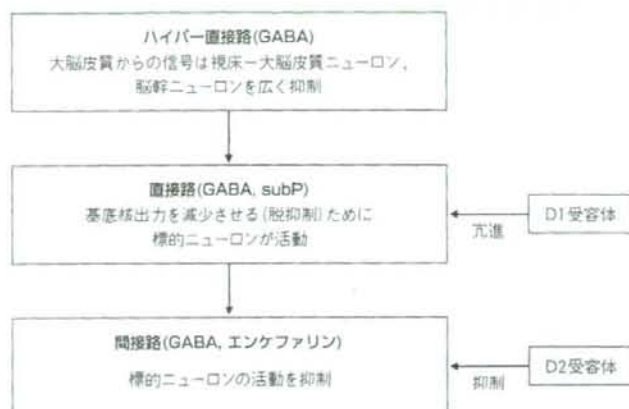 ハイパー直接路(GABA)
大脳皮質からの信号は視床ー大脳皮質ニューロン,
脳幹ニューロンを広く抑制
直接路(GABA, subP)
基底核出力を減少させる(脱抑制)ために
標的ニューロンが活動
D1受容体
亢進
間接路(GABA, エンケファリン)
標的ニューロンの活動を抑制
D2受容体
抑制